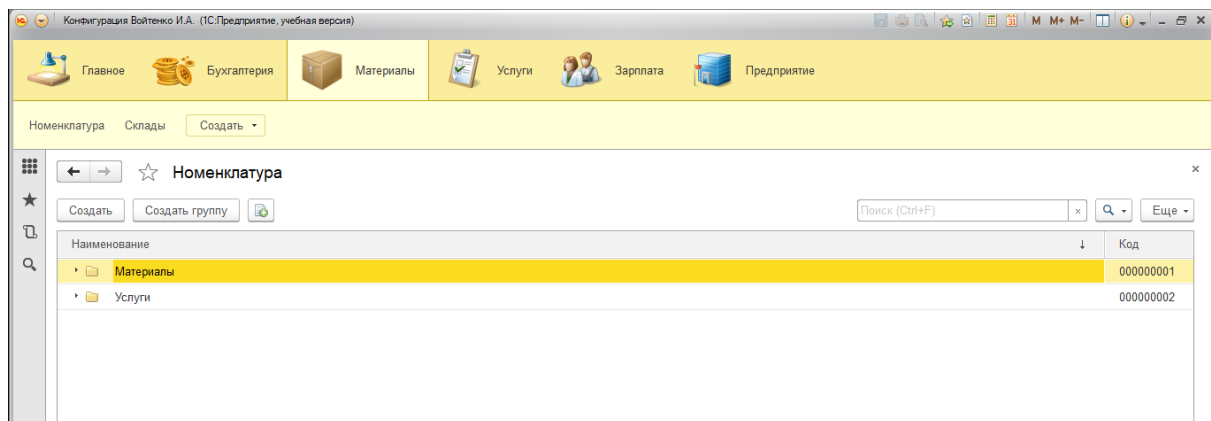 Конфигурация Войтенко И.А. (1С:Предприятие, учебная версия) 31 M M+ M-
Главное Бухгалтерия Материалы Услуги Зарплата Предприятие
Номенклатура Склады Создать
Номенклатура
Создать Создать группу Поиск (Ctrl+F) Еще
Наименование Код
Материалы 000000001
Услуги 000000002